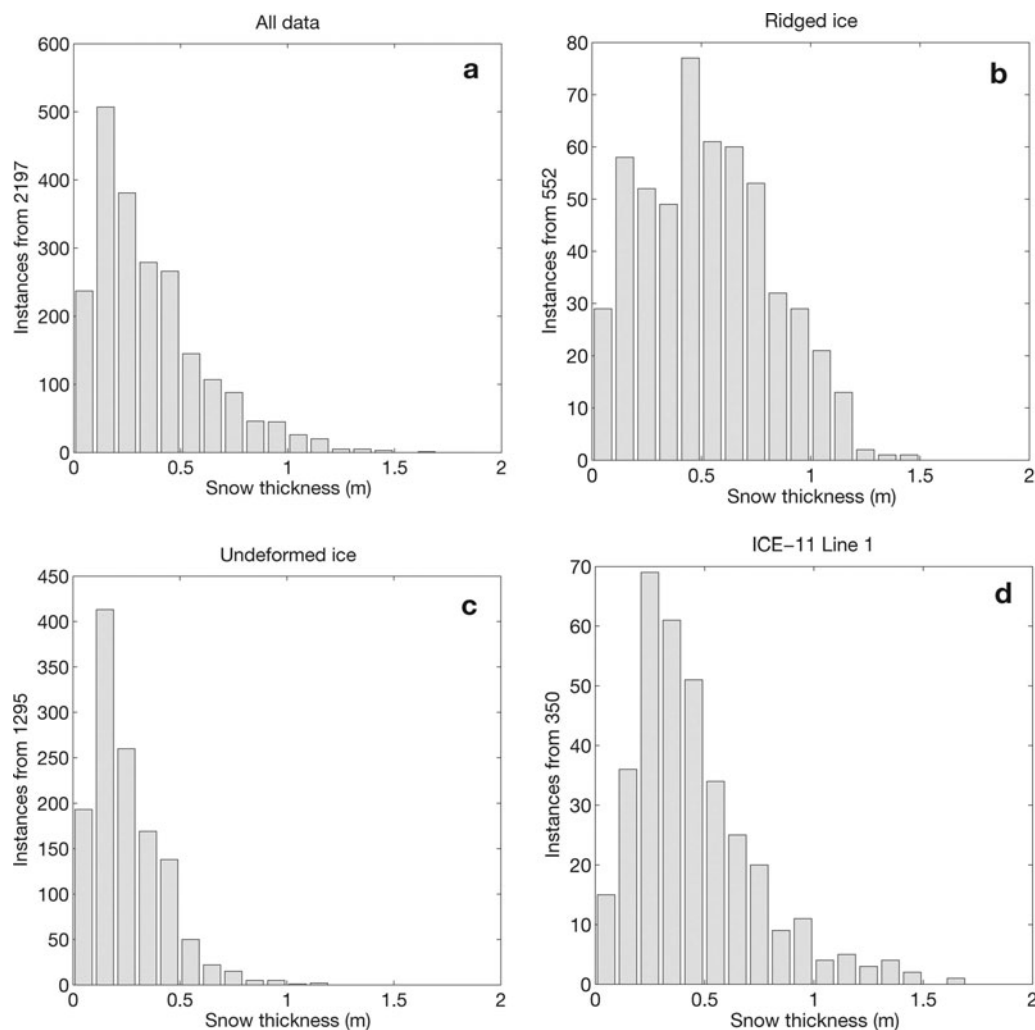 All data
a
600
500
400
300
200
100
0
Instances from 2197
0 0.5 1 1.5 2
Snow thickness (m)
Ridged ice
b
80
70
60
50
40
30
20
10
0
Instances from 552
0 0.5 1 1.5 2
Snow thickness (m)
Undeformed ice
c
450
400
350
300
250
200
150
100
50
0
Instances from 1295
0 0.5 1 1.5 2
Snow thickness (m)
ICE–11 Line 1
d
70
60
50
40
30
20
10
0
Instances from 350
0 0.5 1 1.5 2
Snow thickness (m)